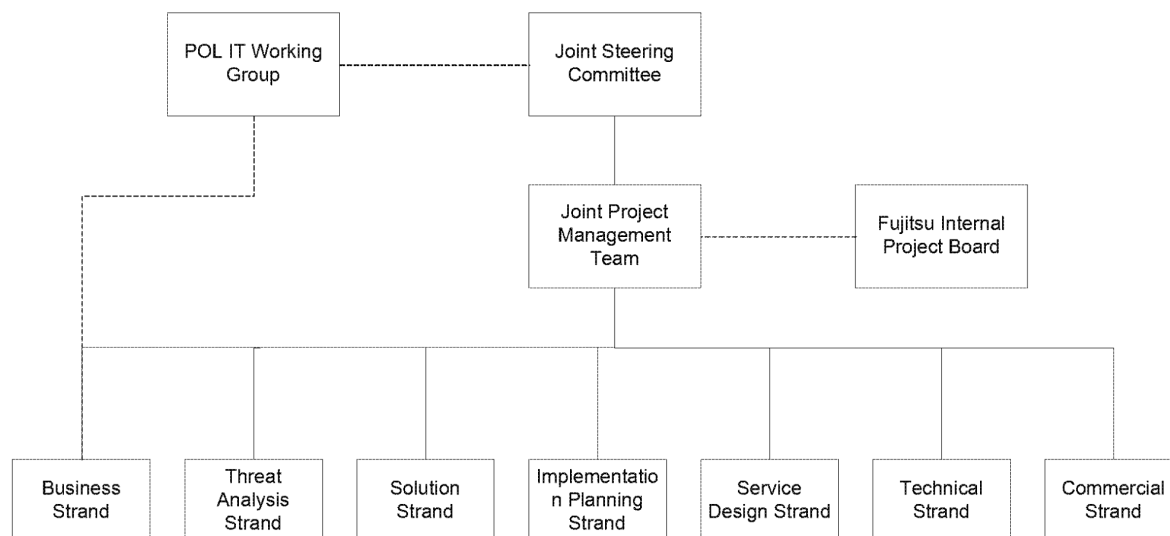 POL IT Working
Group
Joint Steering
Committee
Joint Project
Management
Team
Fujitsu Internal
Project Board
Business
Strand
Threat
Analysis
Strand
Solution
Strand
Implementatio
n Planning
Strand
Service
Design Strand
Technical
Strand
Commercial
Strand